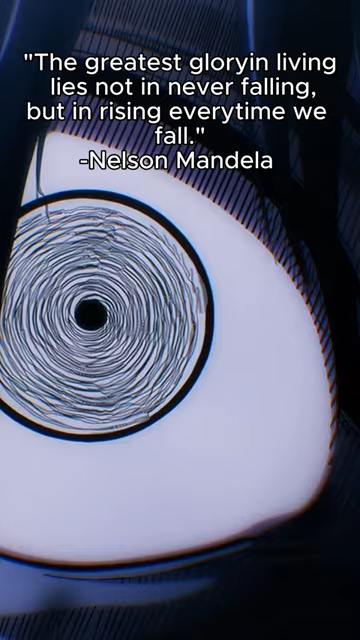 "The greatest gloryin living
lies not in never falling,
but in rising everytime we
fall."
-Nelson Mandela